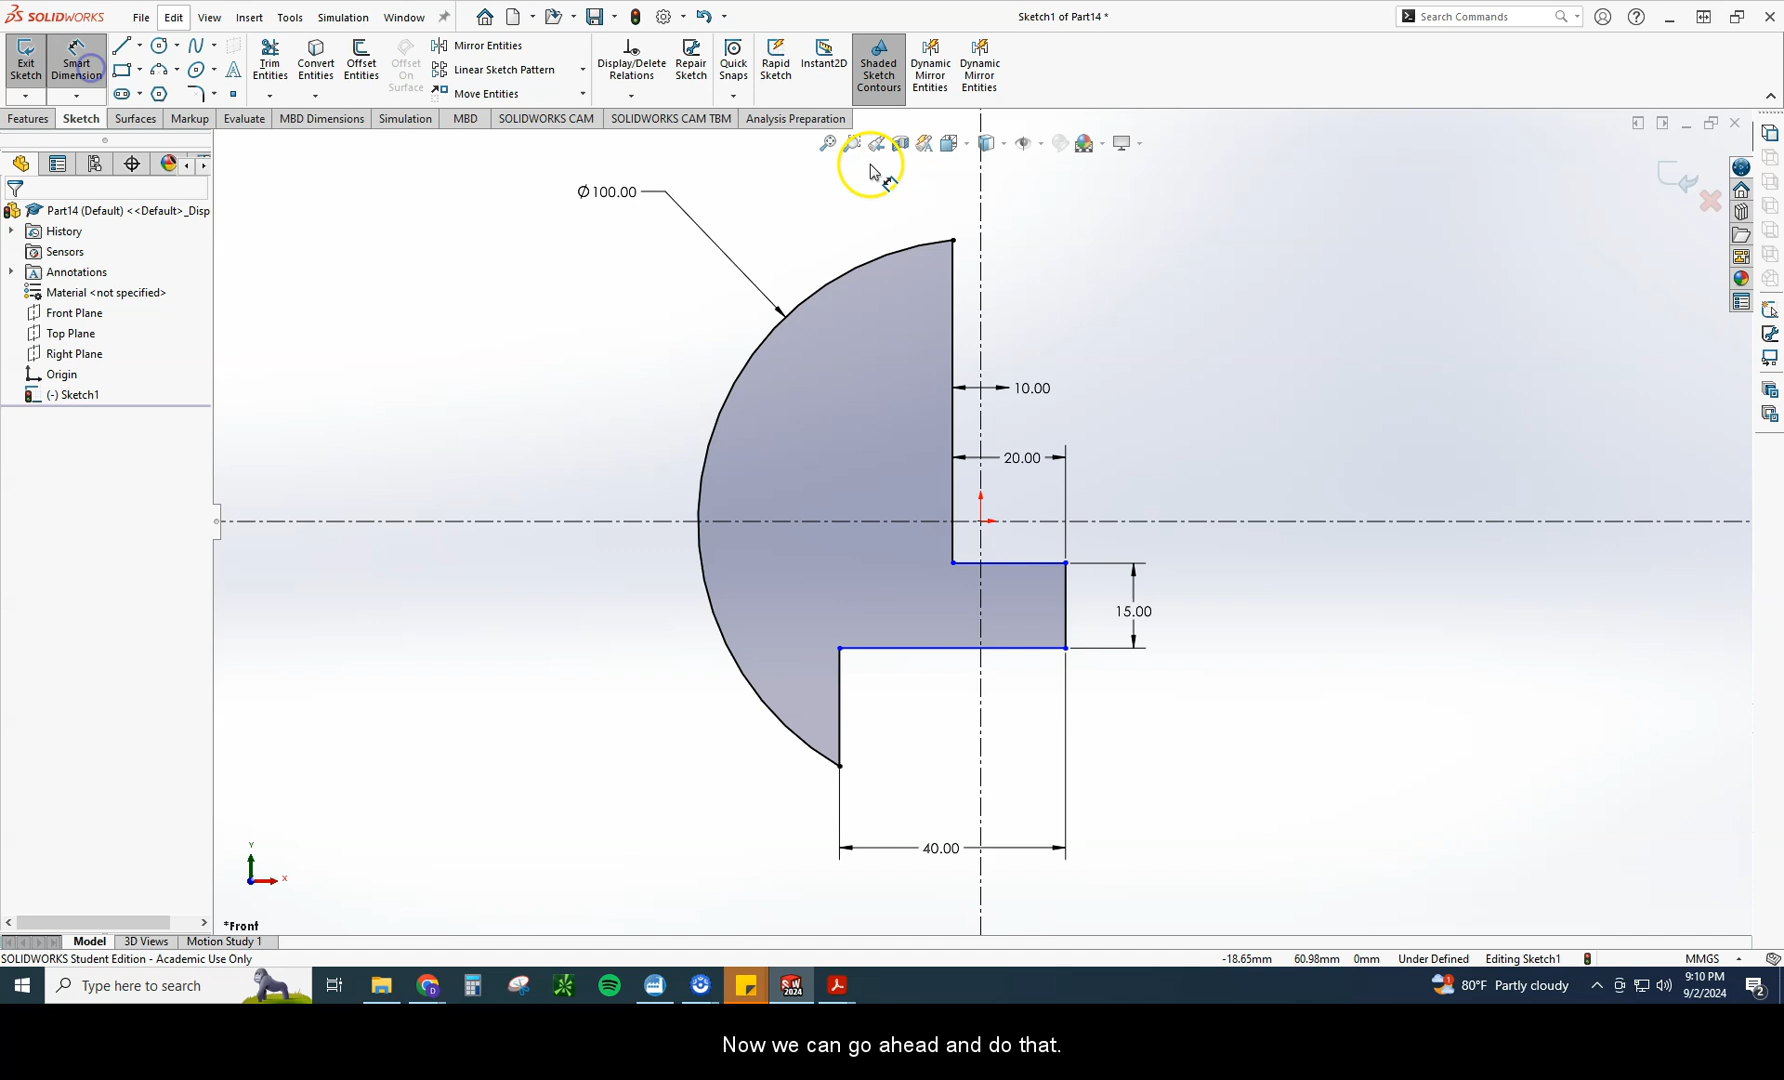 SOLIDWORKS File Edit View Insert Tools Simulation Window Sketch1 of Part14 * Search Commands
Exit Sketch Smart Dimension Trim Entities Convert Entities Offset Entities Offset On Surface Mirror Entities Linear Sketch Pattern Move Entities Display/Delete Relations Repair Sketch Quick Snaps Rapid Sketch Instant2D Shaded Sketch Contours Dynamic Mirror Entities Dynamic Mirror Entities
Features Sketch Surfaces Markup Evaluate MBD Dimensions Simulation MBD SOLIDWORKS CAM SOLIDWORKS CAM TBM Analysis Preparation
Part14 (Default) <<Default>_Disp
History
Sensors
Annotations
Material <not specified>
Front Plane
Top Plane
Right Plane
Origin
(-) Sketch1
Ø100.00
10.00
20.00
15.00
40.00
Y
X
*Front
Model 3D Views Motion Study 1
SOLIDWORKS Student Edition - Academic Use Only -18.65mm 60.98mm 0mm Under Defined Editing Sketch1 MMGS
Type here to search SW 2024 80°F Partly cloudy 9:10 PM
9/2/2024 2
Now we can go ahead and do that.